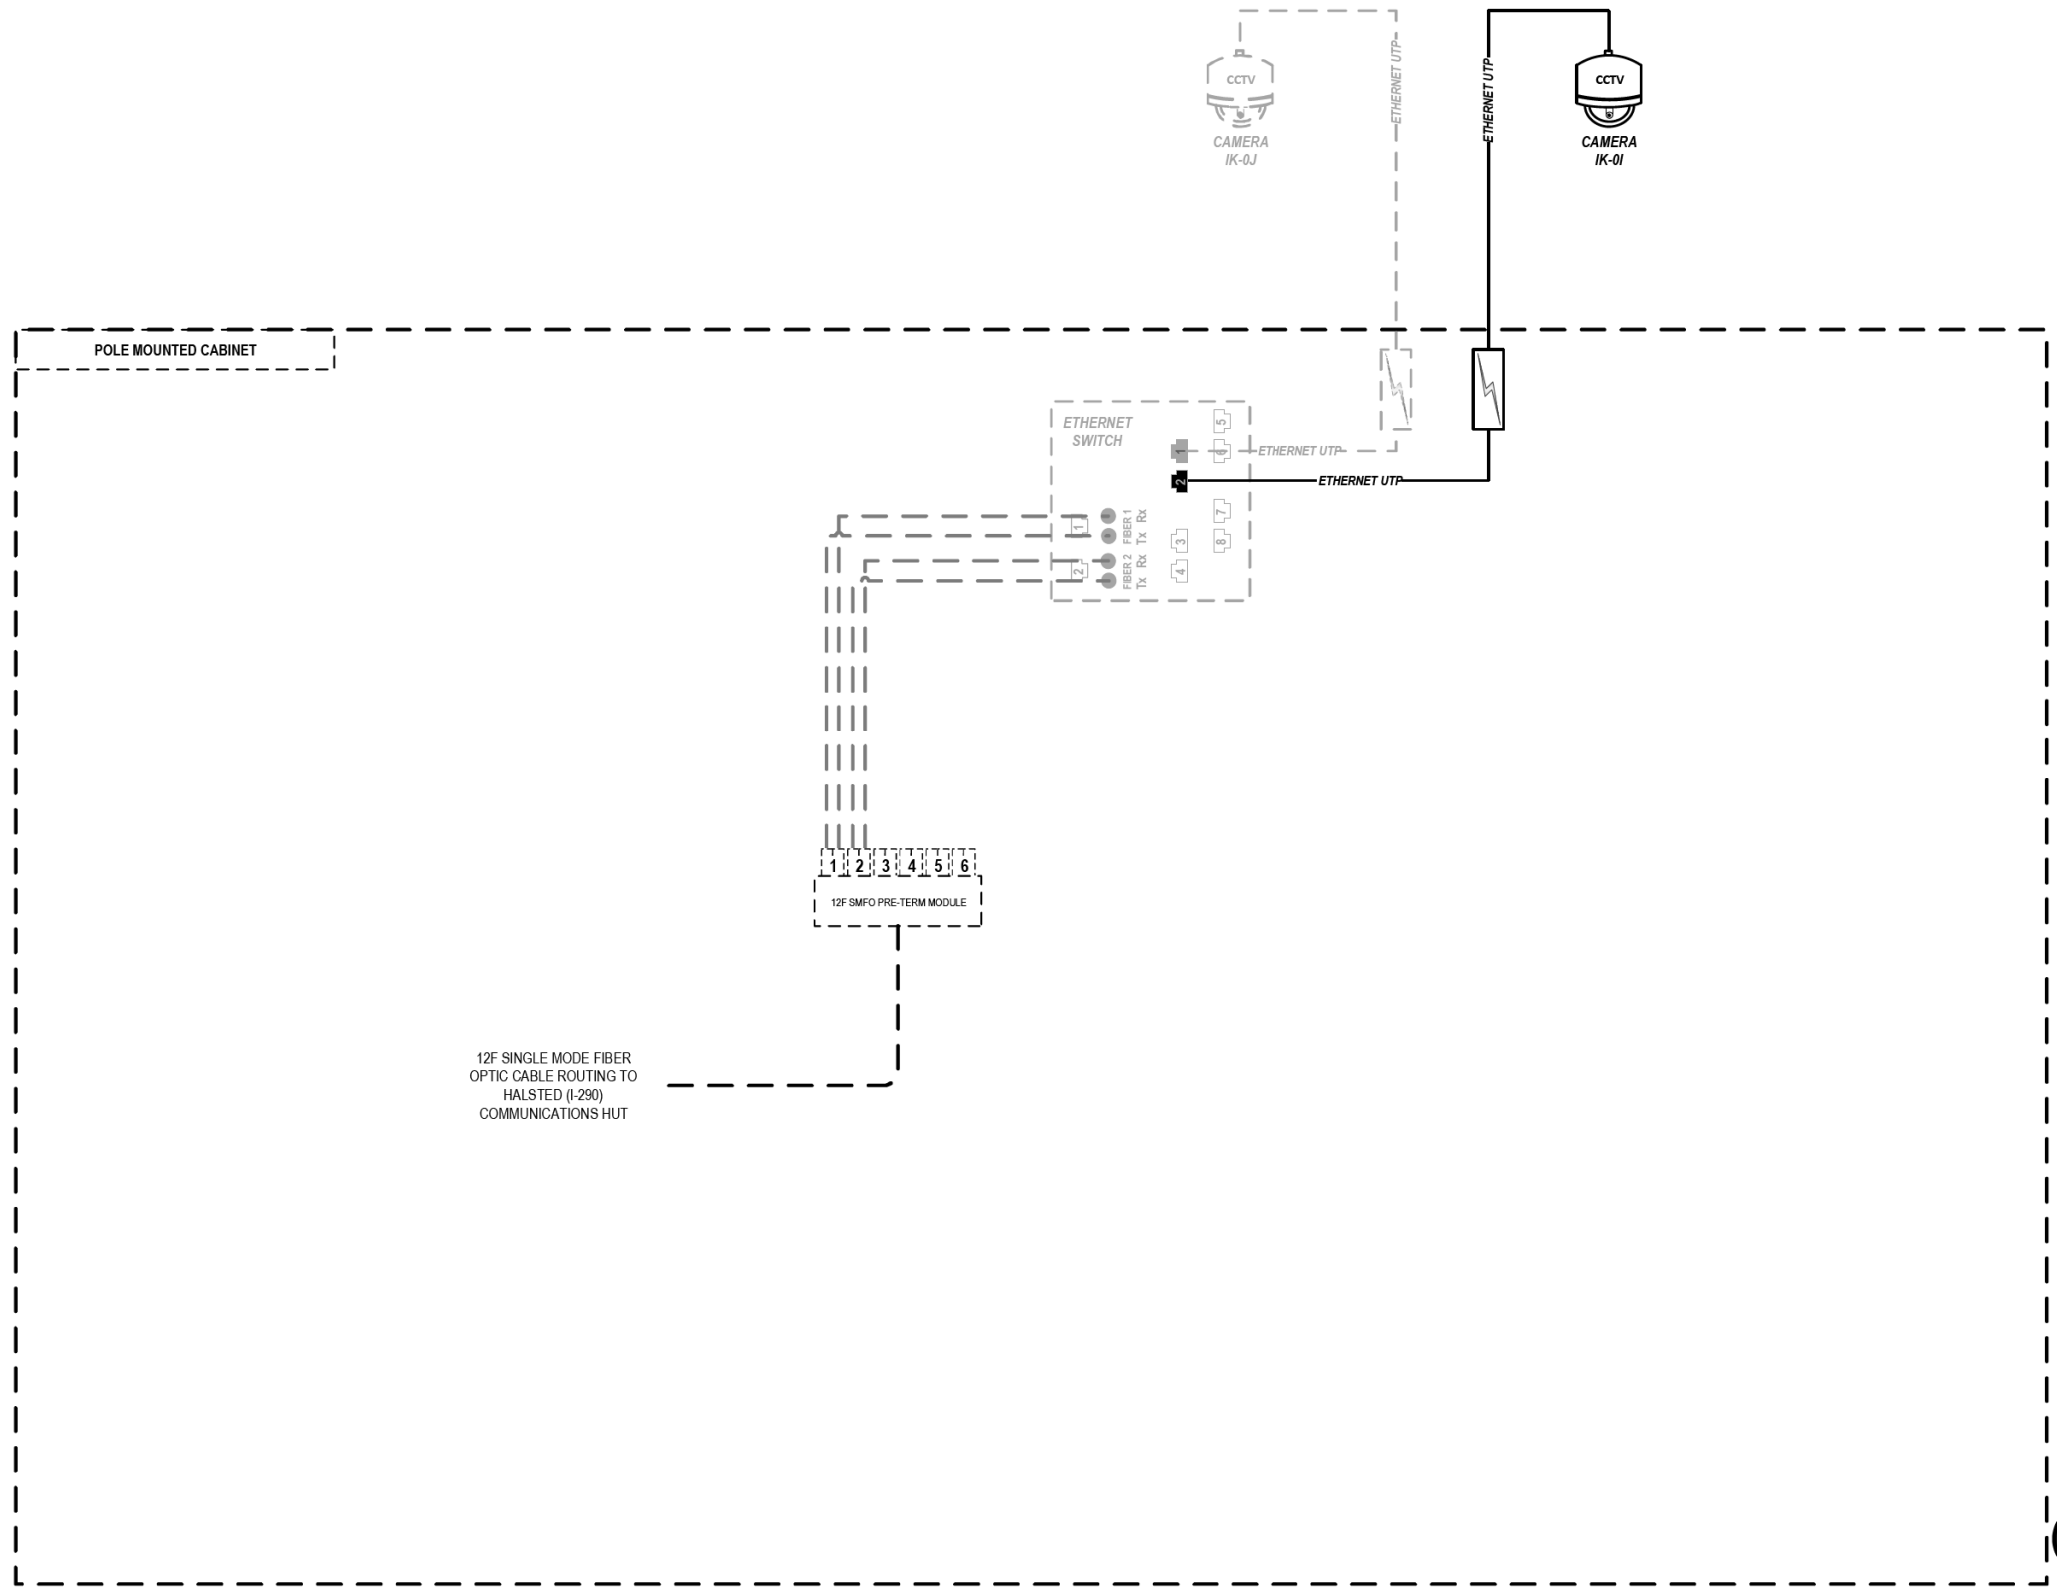 CCTV
CAMERA
IK-0J
ETHERNET UTP
ETHERNET UTP
CCTV
CAMERA
IK-0I
POLE MOUNTED CABINET
ETHERNET
SWITCH
5
1
6
ETHERNET UTP
2
ETHERNET UTP
1
FIBER 1
Tx Rx
7
3
8
2
FIBER 2
Tx Rx
4
1 2 3 4 5 6
12F SMFO PRE-TERM MODULE
12F SINGLE MODE FIBER
OPTIC CABLE ROUTING TO
HALSTED (I-290)
COMMUNICATIONS HUT